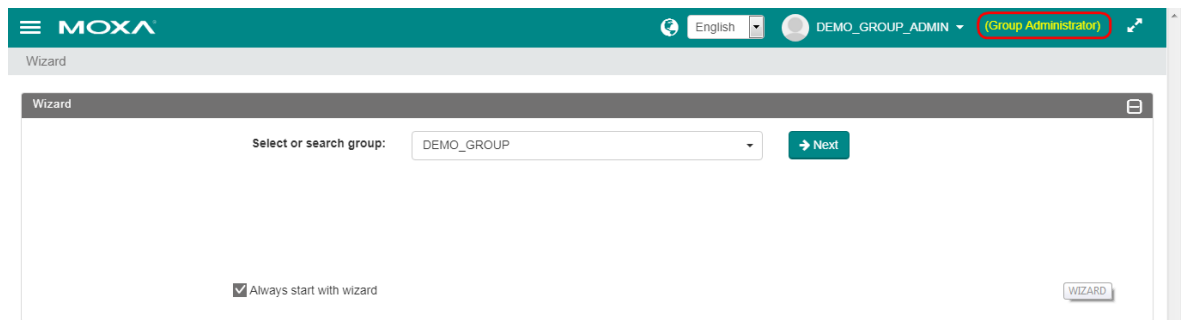 MOXA English DEMO_GROUP_ADMIN (Group Administrator)
Wizard
Wizard
Select or search group: DEMO_GROUP Next
Always start with wizard WIZARD